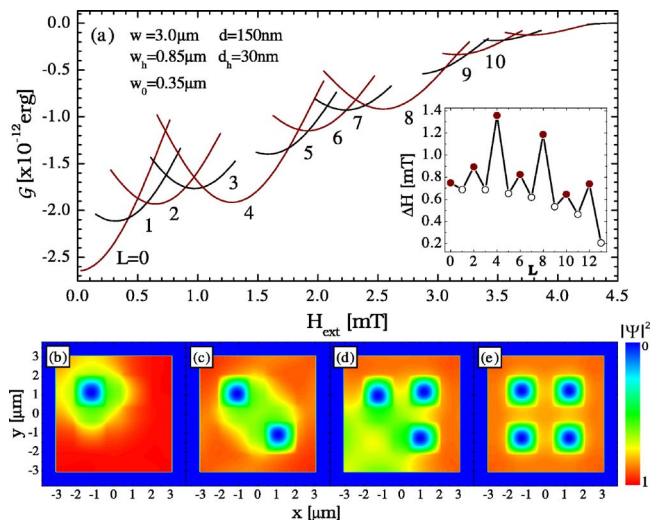 (a) w =3.0μm d=150nm
w_h=0.85μm d_h=30nm
w_0=0.35μm
𝒢 [x10⁻¹²erg]
0.0
-0.5
-1.0
-1.5
-2.0
-2.5
L=0 1 2 3 4 5 6 7 8 9 10
0.0 0.5 1.0 1.5 2.0 2.5 3.0 3.5 4.0 4.5
H_ext [mT]
ΔH [mT]
1.4
1.2
1.0
0.8
0.6
0.4
0.2
0 2 4 6 8 10 12
L
(b) (c) (d) (e)
|Ψ|²
0
1
y [μm]
3
2
1
0
-1
-2
-3
-3 -2 -1 0 1 2 3 -3 -2 -1 0 1 2 3 -3 -2 -1 0 1 2 3 -3 -2 -1 0 1 2 3
x [μm]